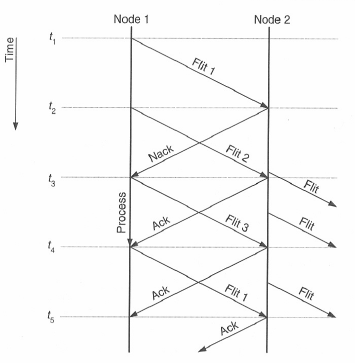 Node 1
Node 2
Time
t1
Flit 1
t2
Nack
Flit 2
t3
Flit
Process
Ack
Flit 3
Flit
t4
Ack
Flit 1
Flit
t5
Ack